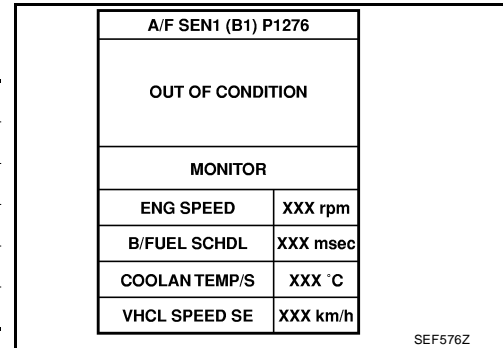 A/F SEN1 (B1) P1276
OUT OF CONDITION
MONITOR
ENG SPEED XXX rpm
B/FUEL SCHDL XXX msec
COOLAN TEMP/S XXX °C
VHCL SPEED SE XXX km/h
SEF576Z